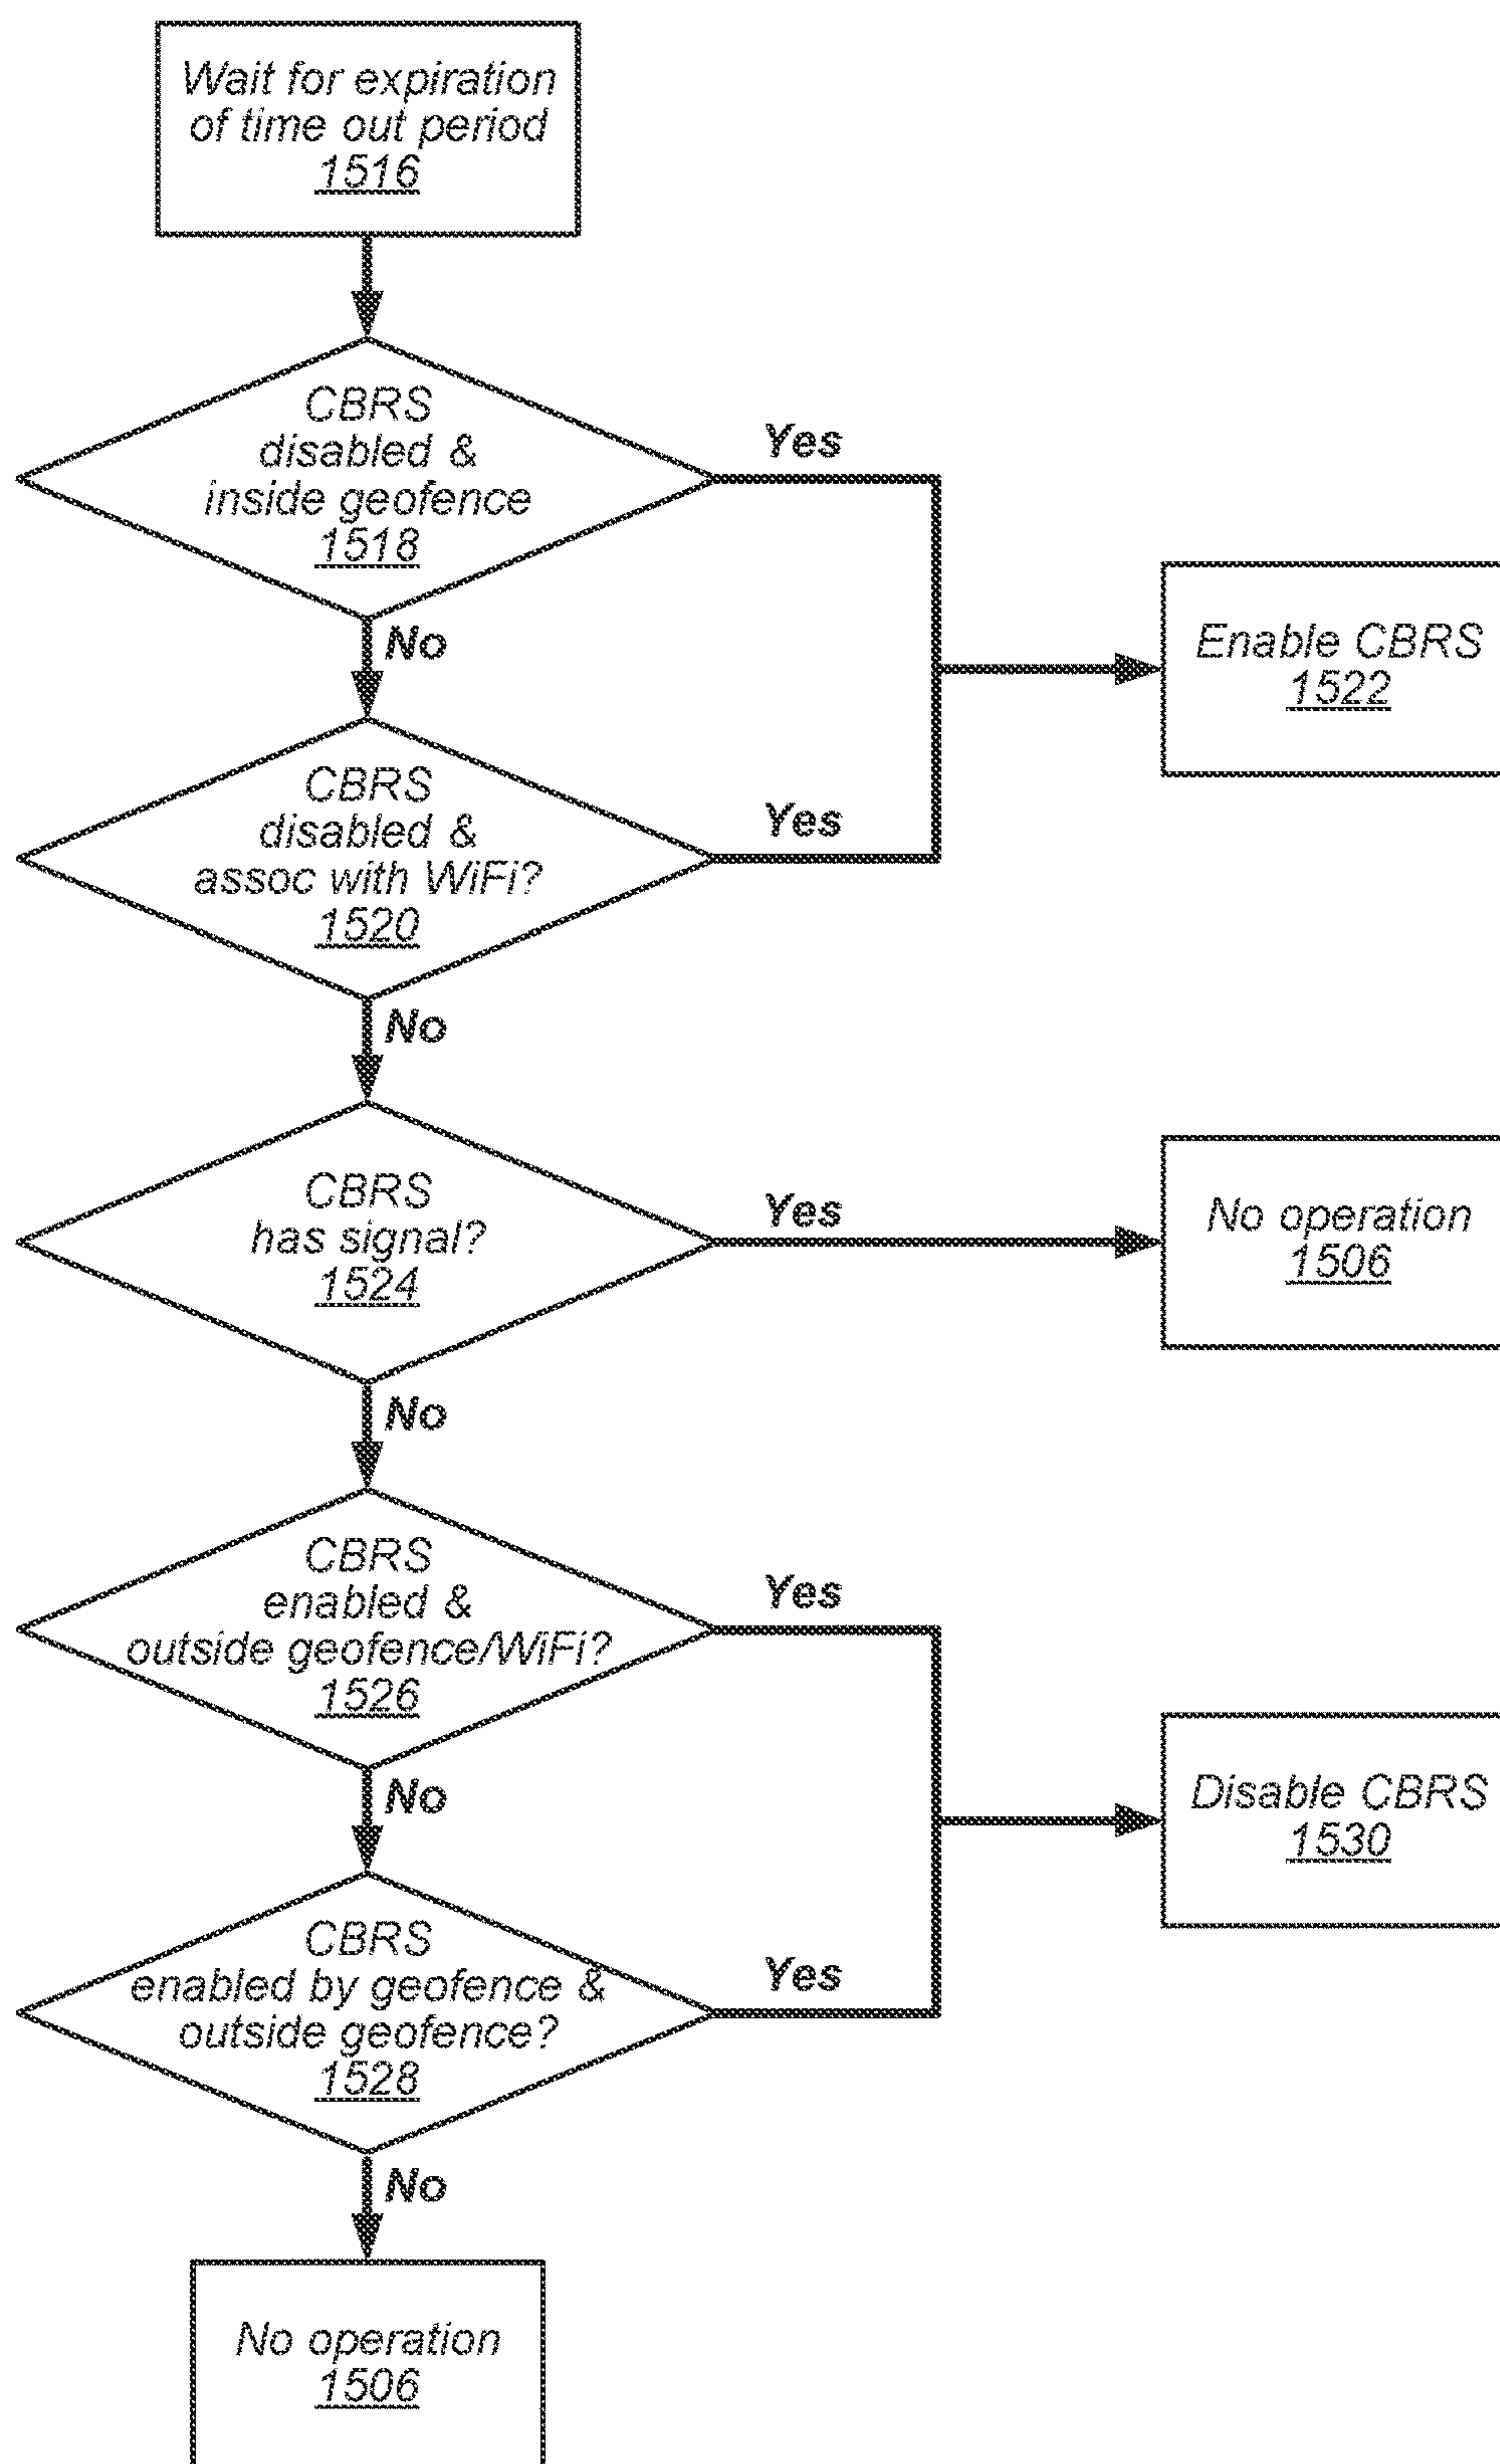 Wait for expiration
of time out period
1516
CBRS
disabled &
inside geofence
1518
Yes
No
Enable CBRS
1522
CBRS
disabled &
assoc with WiFi?
1520
Yes
No
CBRS
has signal?
1524
Yes
No operation
1506
No
CBRS
enabled &
outside geofence/WiFi?
1526
Yes
No
Disable CBRS
1530
CBRS
enabled by geofence &
outside geofence?
1528
Yes
No
No operation
1506